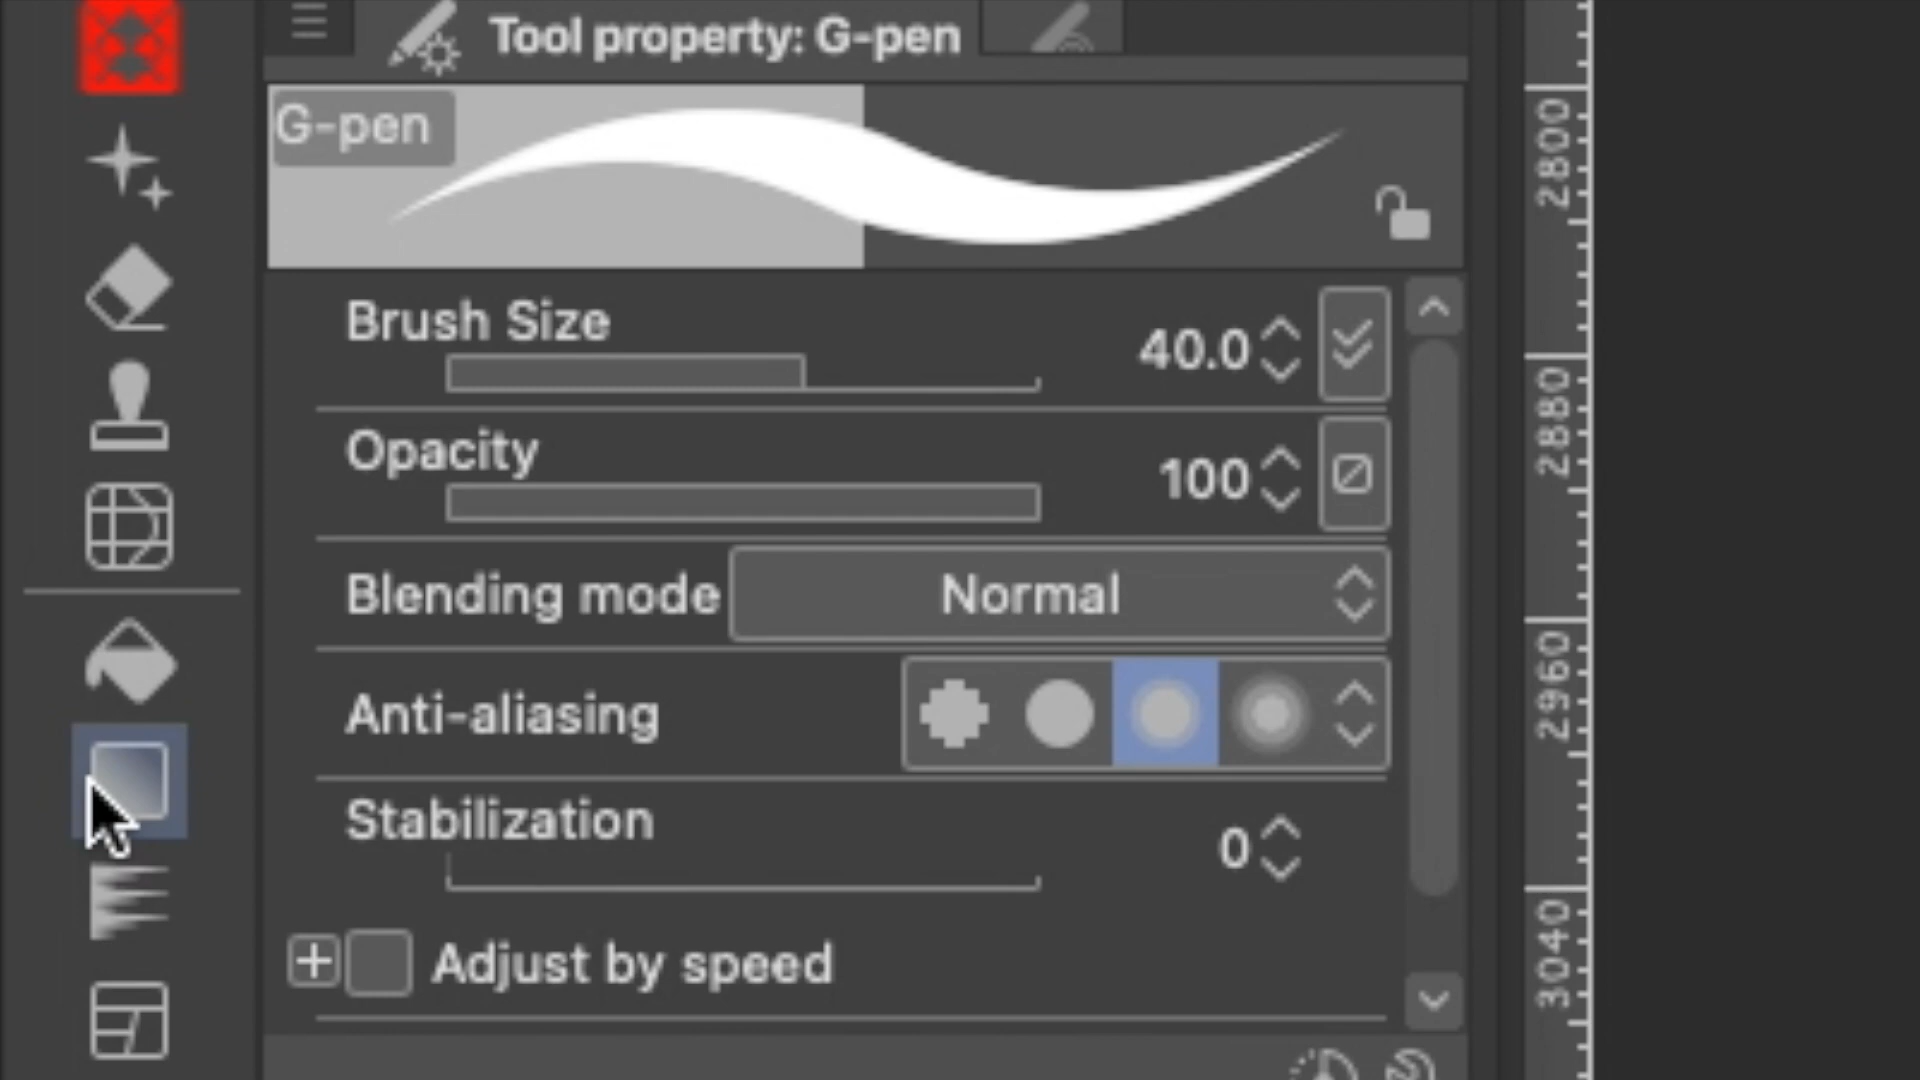 Tool property: G-pen
G-pen
Brush Size
40.0
Opacity
100
Blending mode Normal
Anti-aliasing
Stabilization
0
Adjust by speed
2800
2880
2960
3040